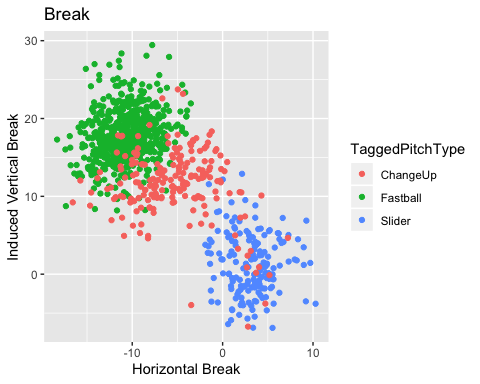 Break
30
20
10
0
Induced Vertical Break
-10
0
10
Horizontal Break
TaggedPitchType
ChangeUp
Fastball
Slider